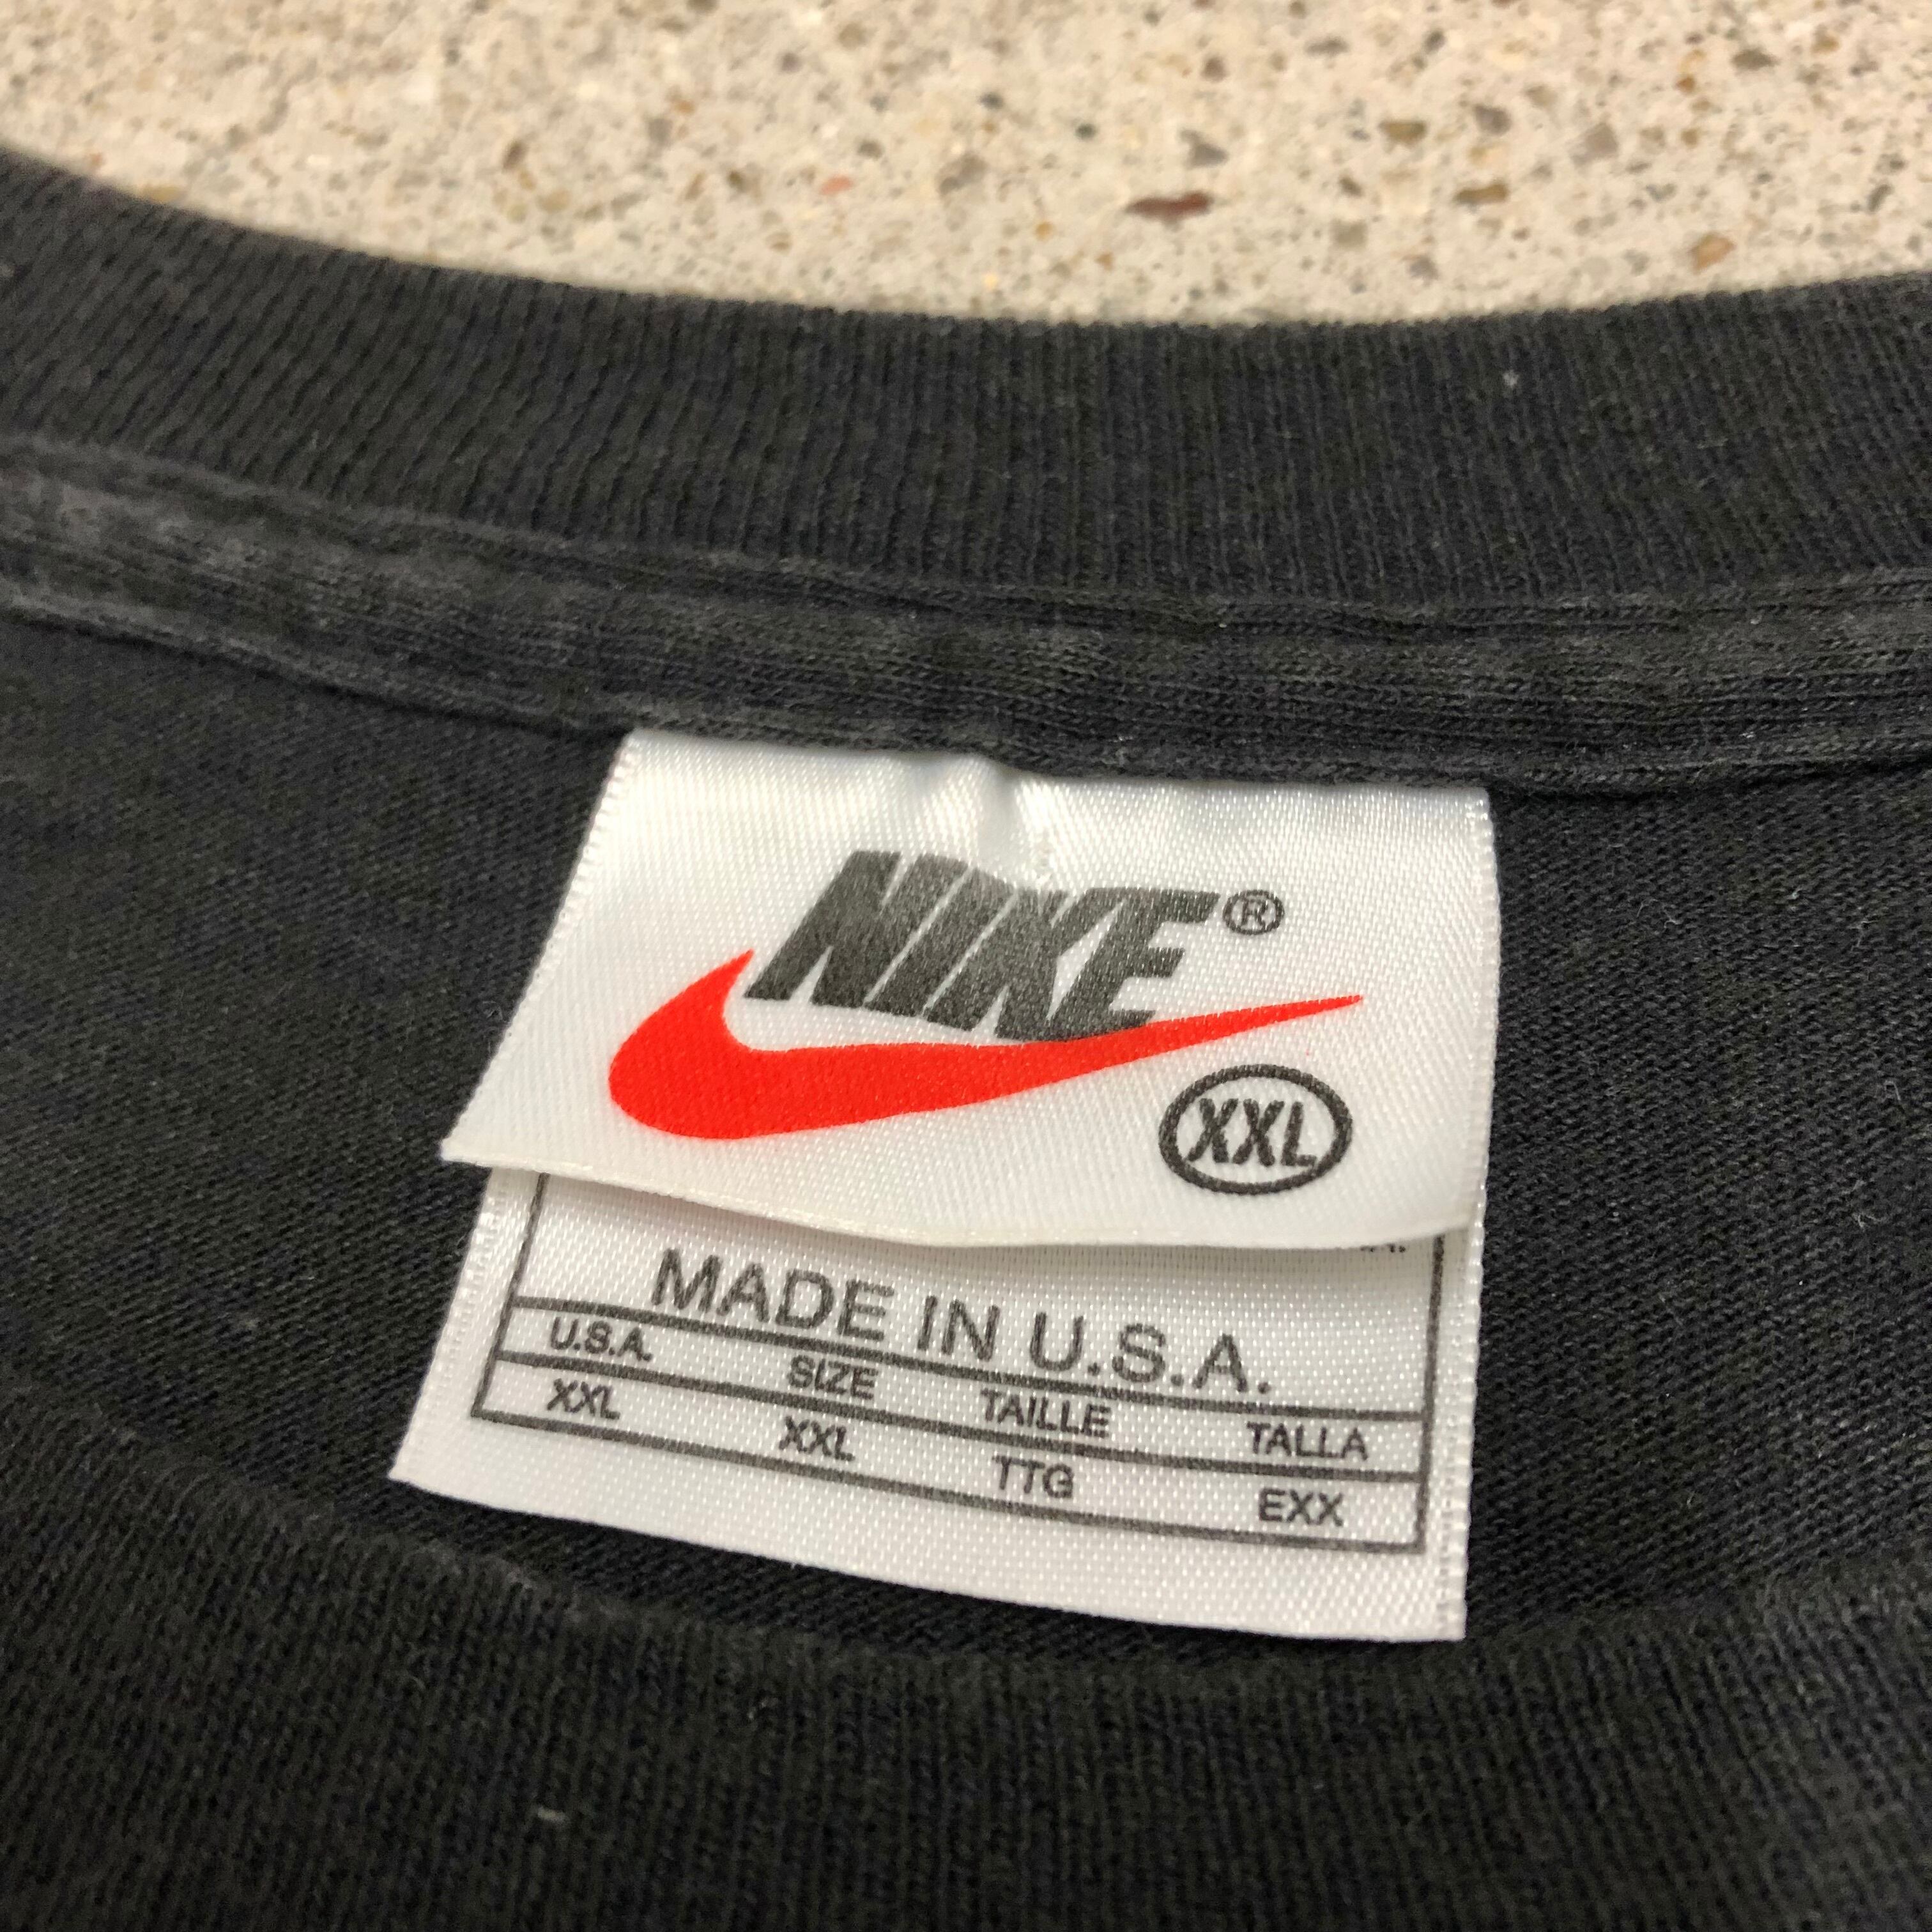 NIKE®
XXL
MADE IN U.S.A.
U.S.A. SIZE TAILLE TALLA
XXL XXL TTG EXX